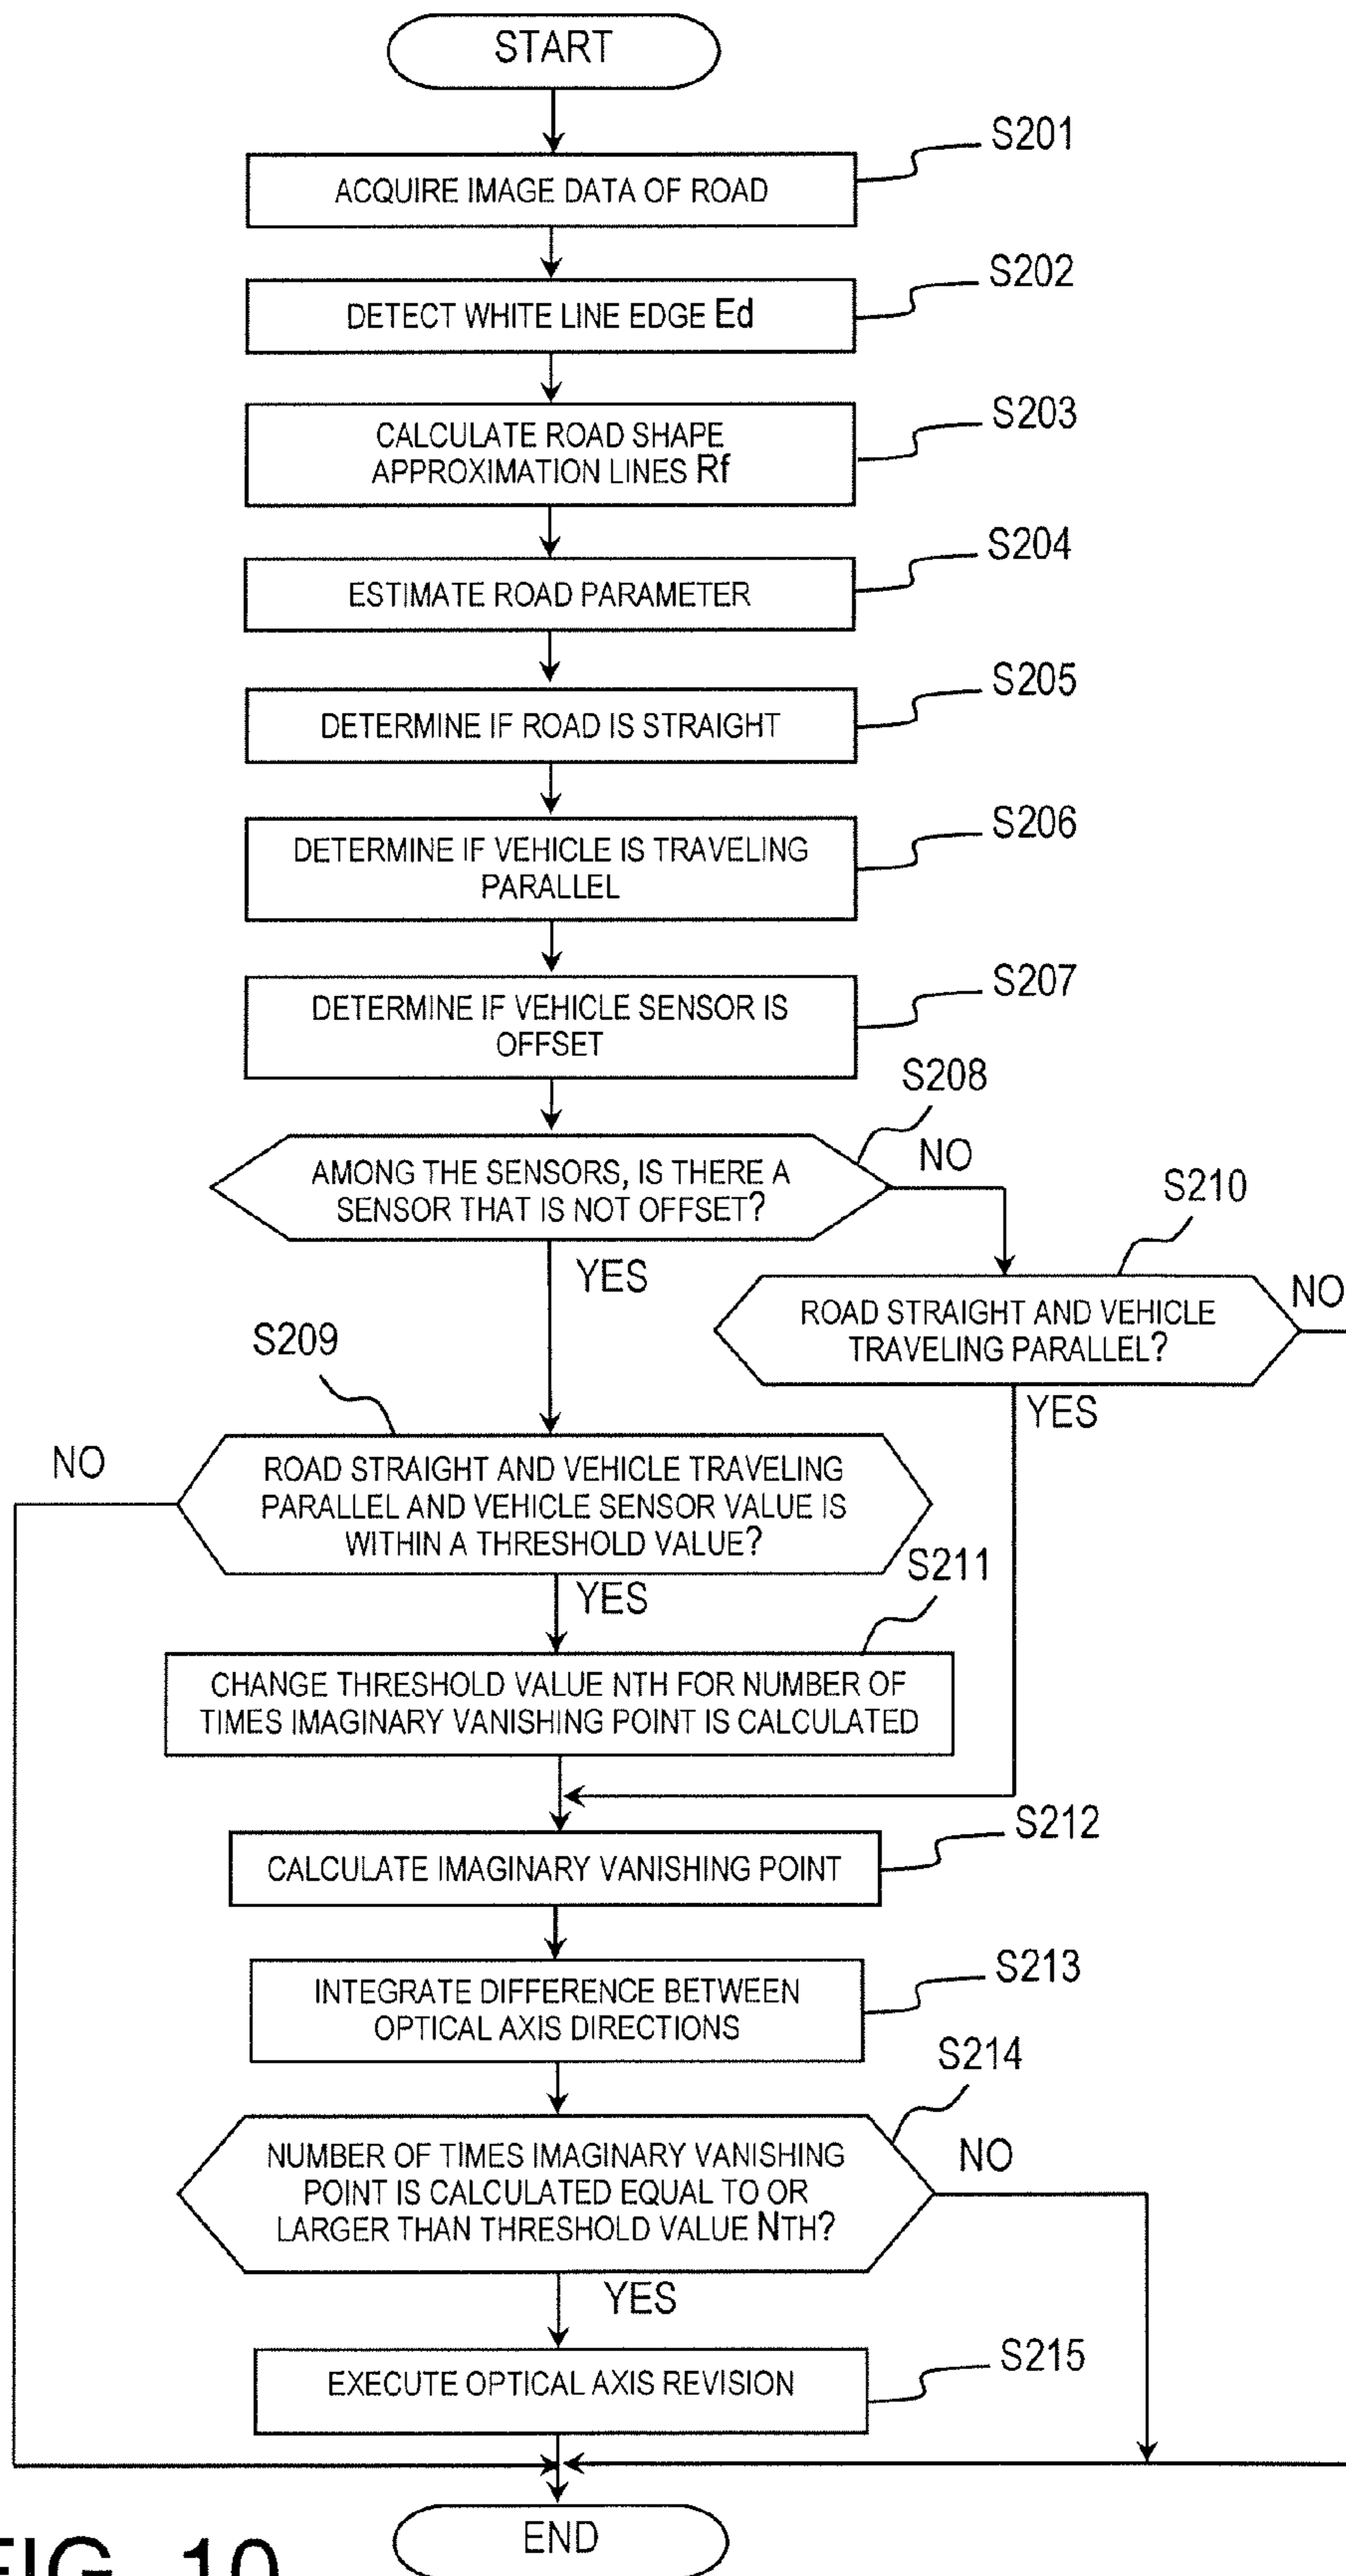 START
S201
ACQUIRE IMAGE DATA OF ROAD
S202
DETECT WHITE LINE EDGE Ed
S203
CALCULATE ROAD SHAPE
APPROXIMATION LINES Rf
S204
ESTIMATE ROAD PARAMETER
S205
DETERMINE IF ROAD IS STRAIGHT
S206
DETERMINE IF VEHICLE IS TRAVELING
PARALLEL
S207
DETERMINE IF VEHICLE SENSOR IS
OFFSET
S208
AMONG THE SENSORS, IS THERE A
SENSOR THAT IS NOT OFFSET?
NO
YES
S210
ROAD STRAIGHT AND VEHICLE
TRAVELING PARALLEL?
NO
YES
S209
NO
ROAD STRAIGHT AND VEHICLE TRAVELING
PARALLEL AND VEHICLE SENSOR VALUE IS
WITHIN A THRESHOLD VALUE?
YES
S211
CHANGE THRESHOLD VALUE NTH FOR NUMBER OF
TIMES IMAGINARY VANISHING POINT IS CALCULATED
S212
CALCULATE IMAGINARY VANISHING POINT
S213
INTEGRATE DIFFERENCE BETWEEN
OPTICAL AXIS DIRECTIONS
S214
NUMBER OF TIMES IMAGINARY VANISHING
POINT IS CALCULATED EQUAL TO OR
LARGER THAN THRESHOLD VALUE NTH?
NO
YES
S215
EXECUTE OPTICAL AXIS REVISION
END
FIG. 10